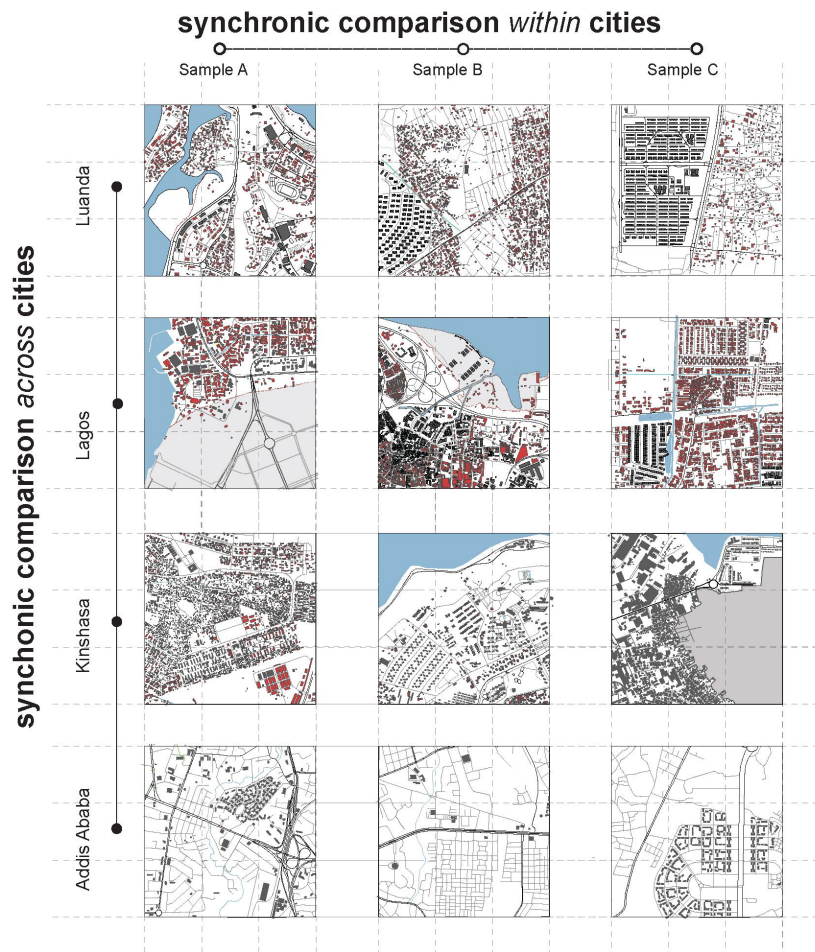 synchronic comparison within cities
Sample A
Sample B
Sample C
synchonic comparison across cities
Luanda
Lagos
Kinshasa
Addis Ababa